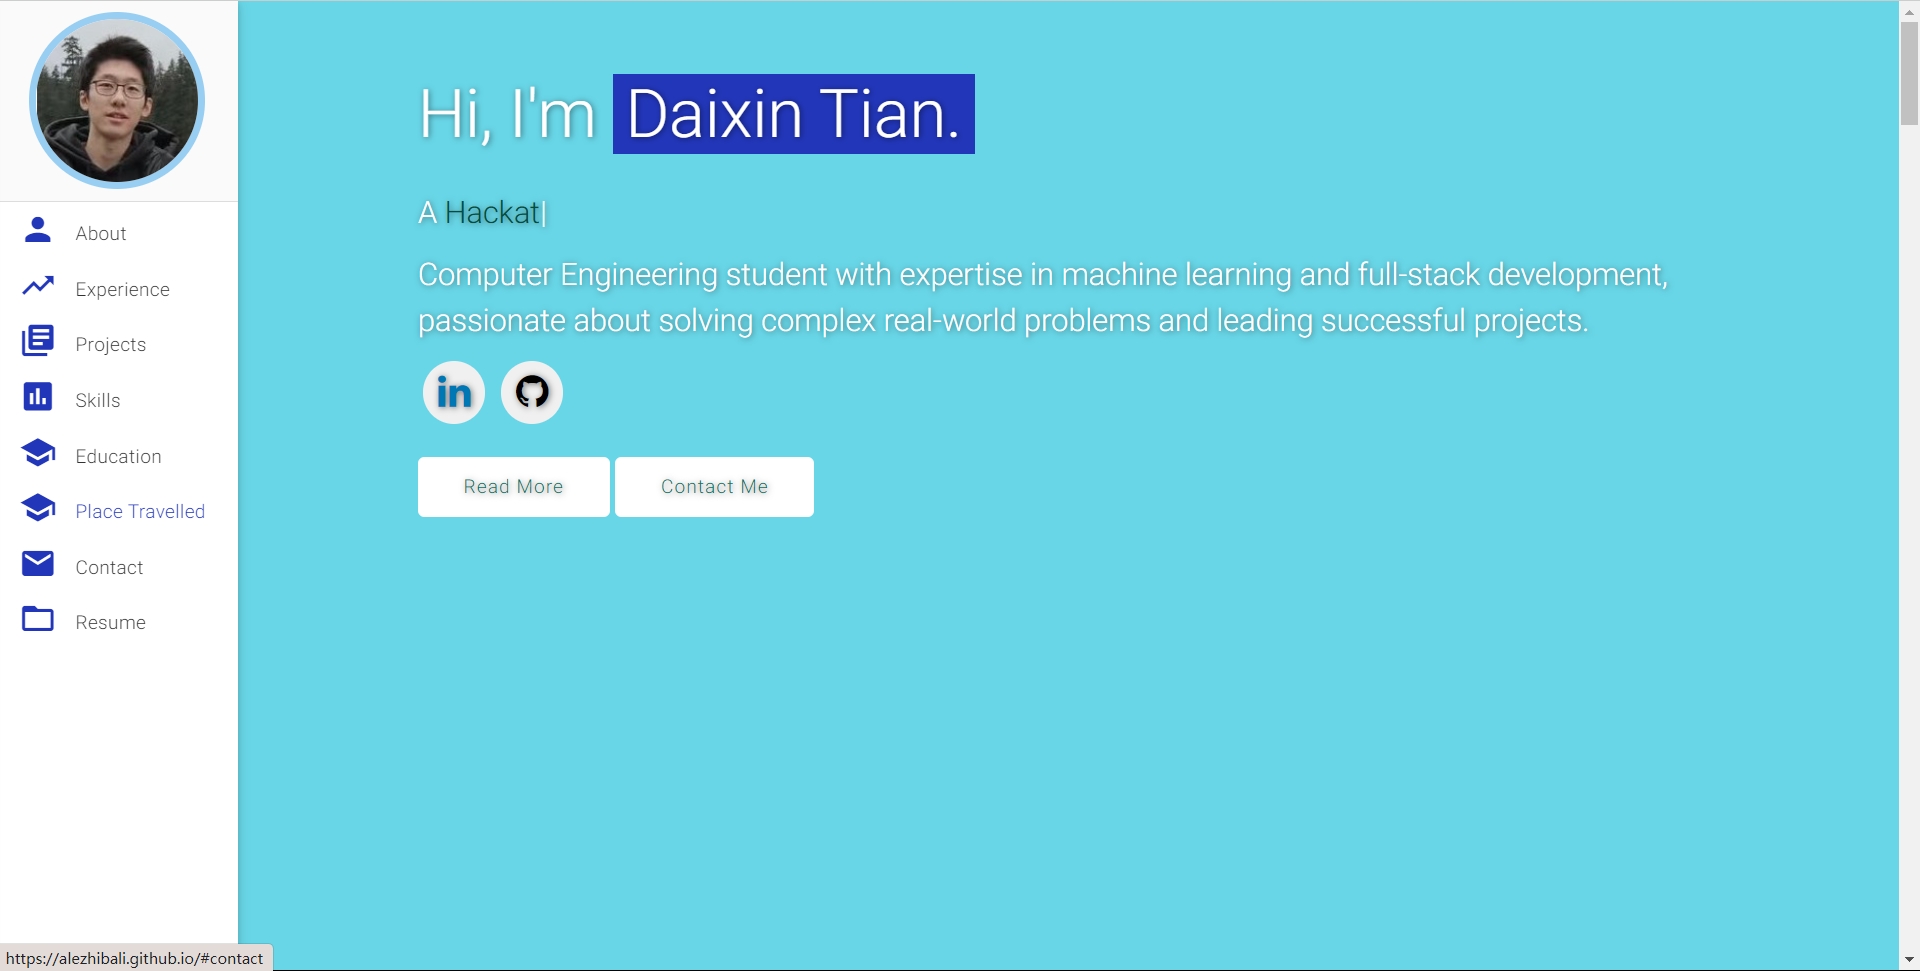 About
Experience
Projects
Skills
Education
Place Travelled
Contact
Resume
Hi, I'm Daixin Tian.
A Hackat|
Computer Engineering student with expertise in machine learning and full-stack development,
passionate about solving complex real-world problems and leading successful projects.
in
Read More
Contact Me
https://alezhibali.github.io/#contact